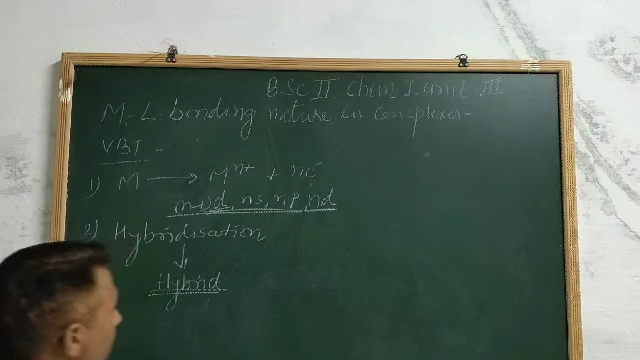 B.Sc II Chem I Unit III
M-L bonding nature in complexes-
VBT -
1) M → Mⁿ⁺ + ne⁻
(n-1)d, ns, np, nd
2) Hybridisation
↓
Hybrid